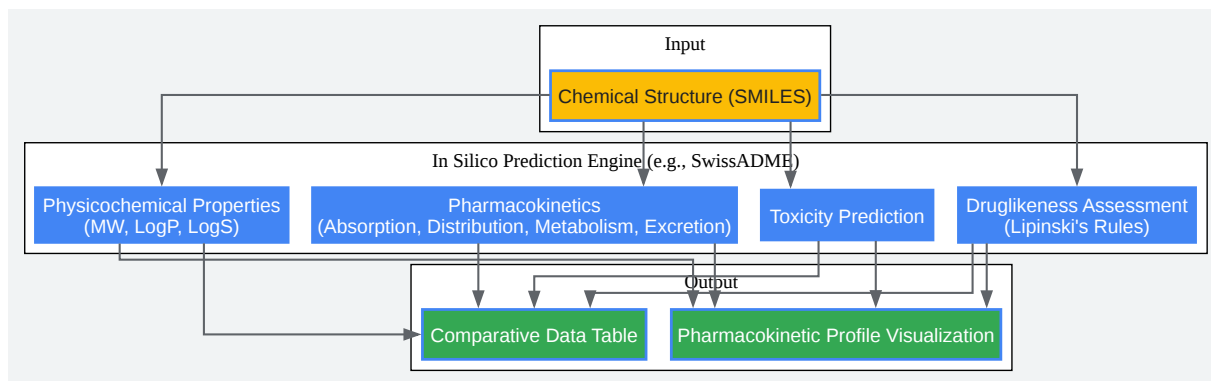 Input
Chemical Structure (SMILES)
In Silico Prediction Engine (e.g., SwissADME)
Physicochemical Properties
(MW, LogP, LogS)
Pharmacokinetics
(Absorption, Distribution, Metabolism, Excretion)
Toxicity Prediction
Druglikeness Assessment
(Lipinski's Rules)
Output
Comparative Data Table
Pharmacokinetic Profile Visualization